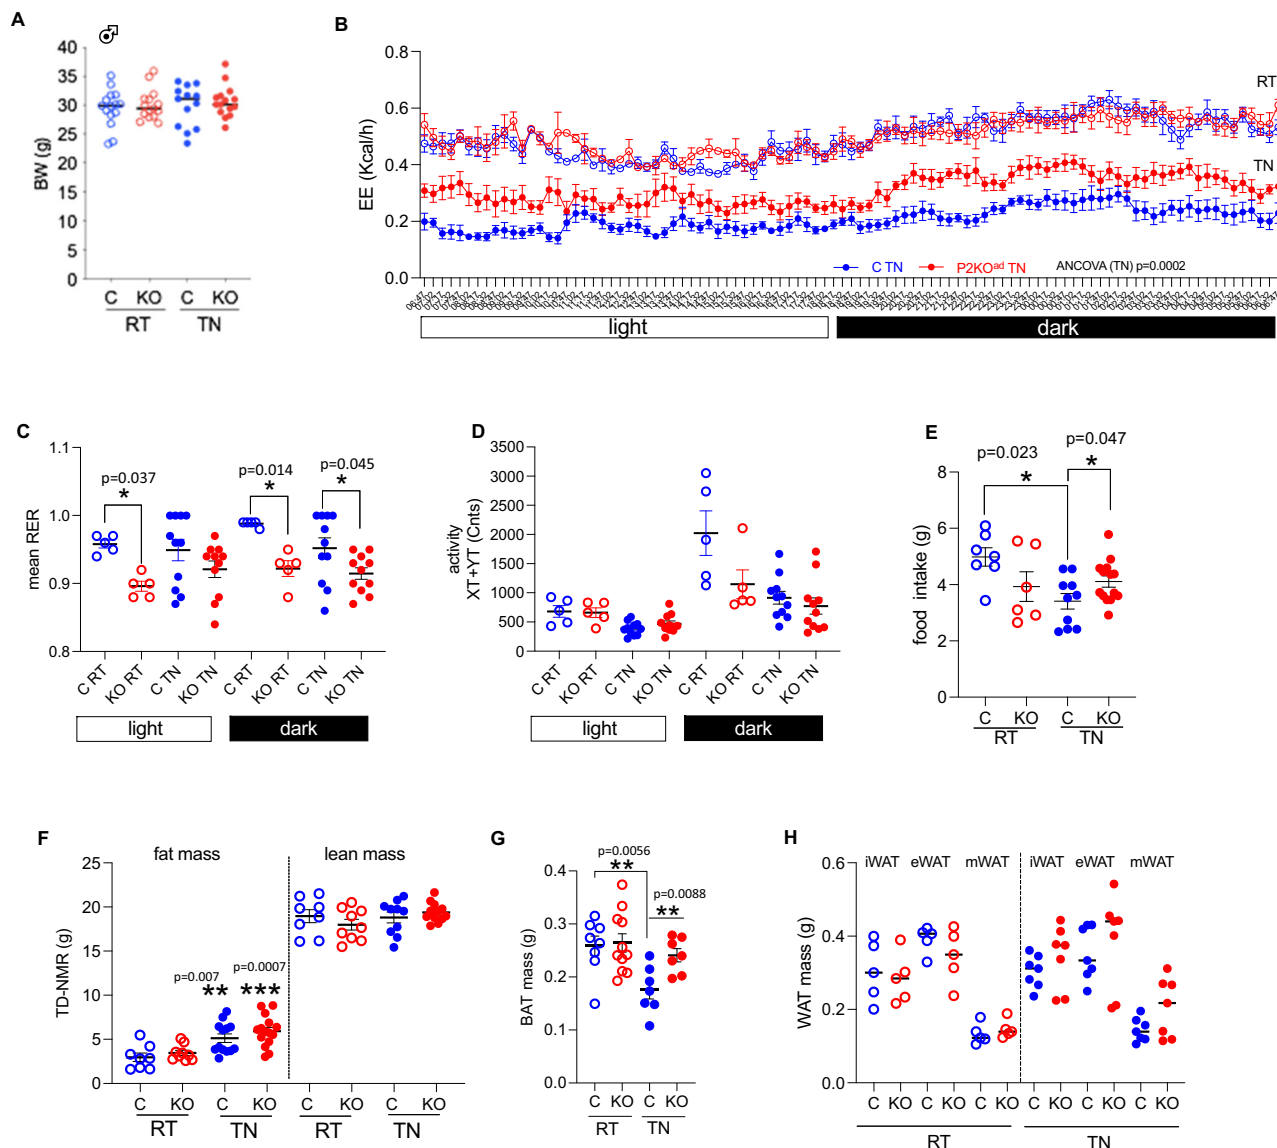 A
BW (g)
40
35
30
25
20
15
10
5
0
C KO C KO
RT TN
B
EE (Kcal/h)
0.8
0.6
0.4
0.2
0.0
RT
TN
C TN P2KOad TN ANCOVA (TN) p=0.0002
light dark
C
mean RER
1.1
1.0
0.9
0.8
p=0.037
*
p=0.014
*
p=0.045
*
C RT KO RT C TN KO TN C RT KO RT C TN KO TN
light dark
D
activity
XT+YT (Cnts)
3500
3000
2500
2000
1500
1000
500
0
C RT KO RT C TN KO TN C RT KO RT C TN KO TN
light dark
E
food intake (g)
8
6
4
2
0
p=0.023
*
p=0.047
*
C KO C KO
RT TN
F
TD-NMR (g)
25
20
15
10
5
0
fat mass lean mass
p=0.007
**
p=0.0007
***
C KO C KO C KO C KO
RT TN RT TN
G
BAT mass (g)
0.4
0.3
0.2
0.1
0.0
p=0.0056
**
p=0.0088
**
C KO C KO
RT TN
H
WAT mass (g)
0.6
0.4
0.2
0.0
iWAT eWAT mWAT iWAT eWAT mWAT
C KO C KO C KO C KO C KO C KO
RT TN